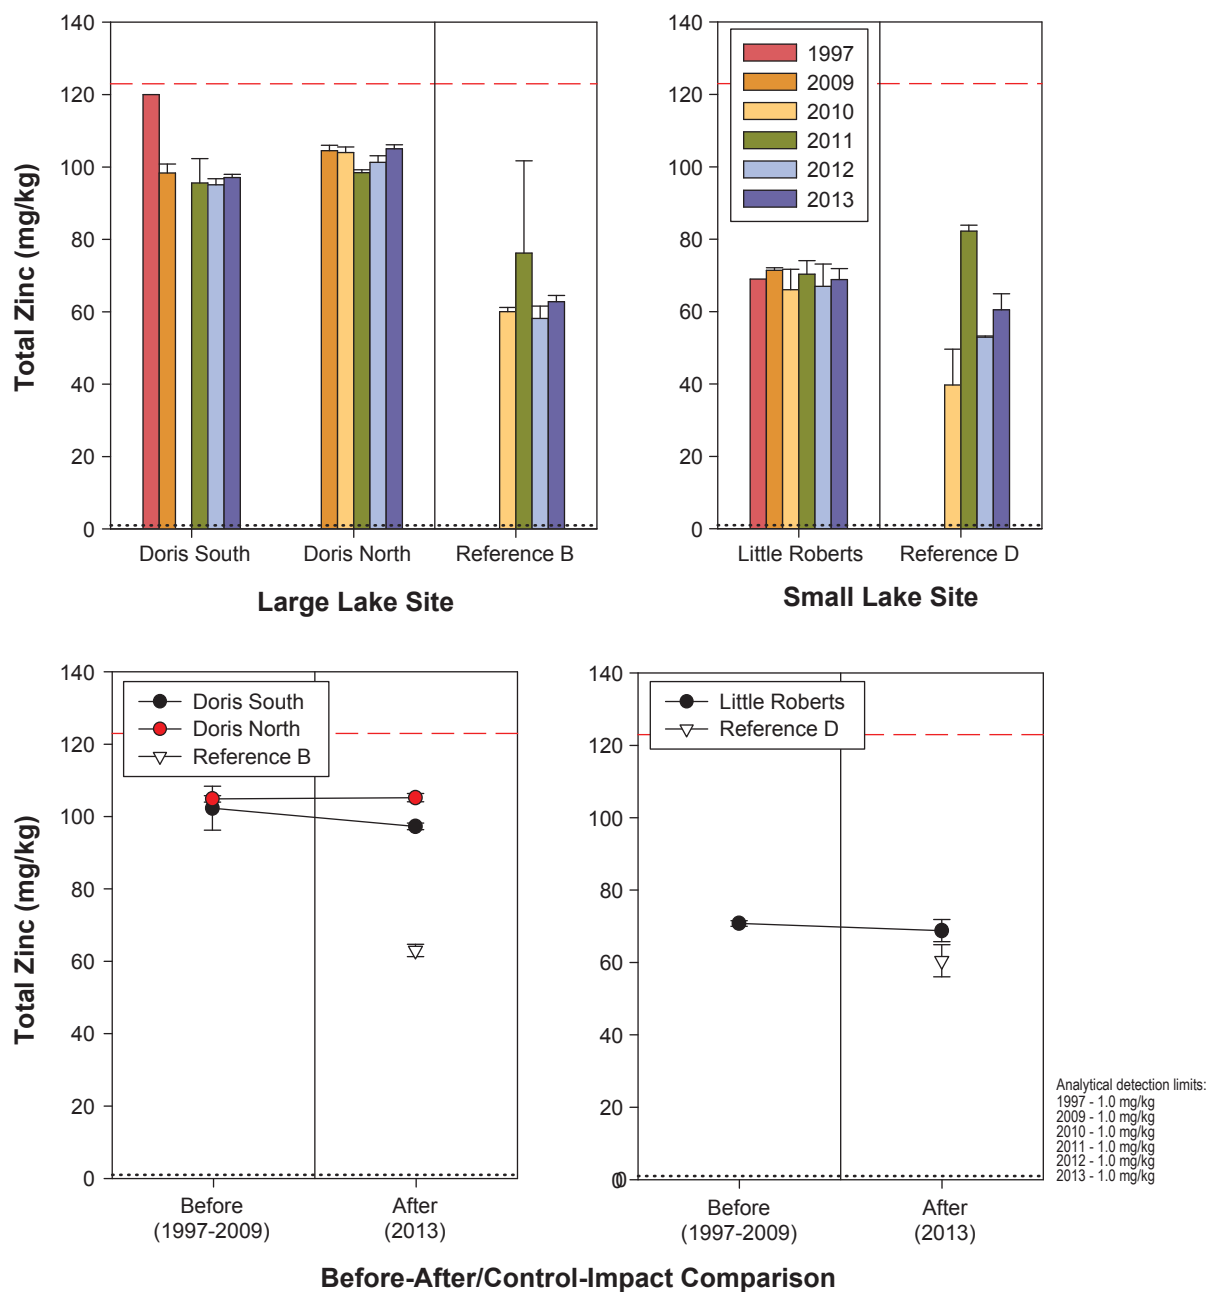 140
120
100
80
60
40
20
0
Total Zinc (mg/kg)
Doris South
Doris North
Reference B
Large Lake Site
140
120
100
80
60
40
20
0
1997
2009
2010
2011
2012
2013
Little Roberts
Reference D
Small Lake Site
140
120
100
80
60
40
20
0
Total Zinc (mg/kg)
Doris South
Doris North
Reference B
Before
(1997-2009)
After
(2013)
140
120
100
80
60
40
20
0
0
Little Roberts
Reference D
Before
(1997-2009)
After
(2013)
Analytical detection limits:
1997 - 1.0 mg/kg
2009 - 1.0 mg/kg
2010 - 1.0 mg/kg
2011 - 1.0 mg/kg
2012 - 1.0 mg/kg
2013 - 1.0 mg/kg
Before-After/Control-Impact Comparison